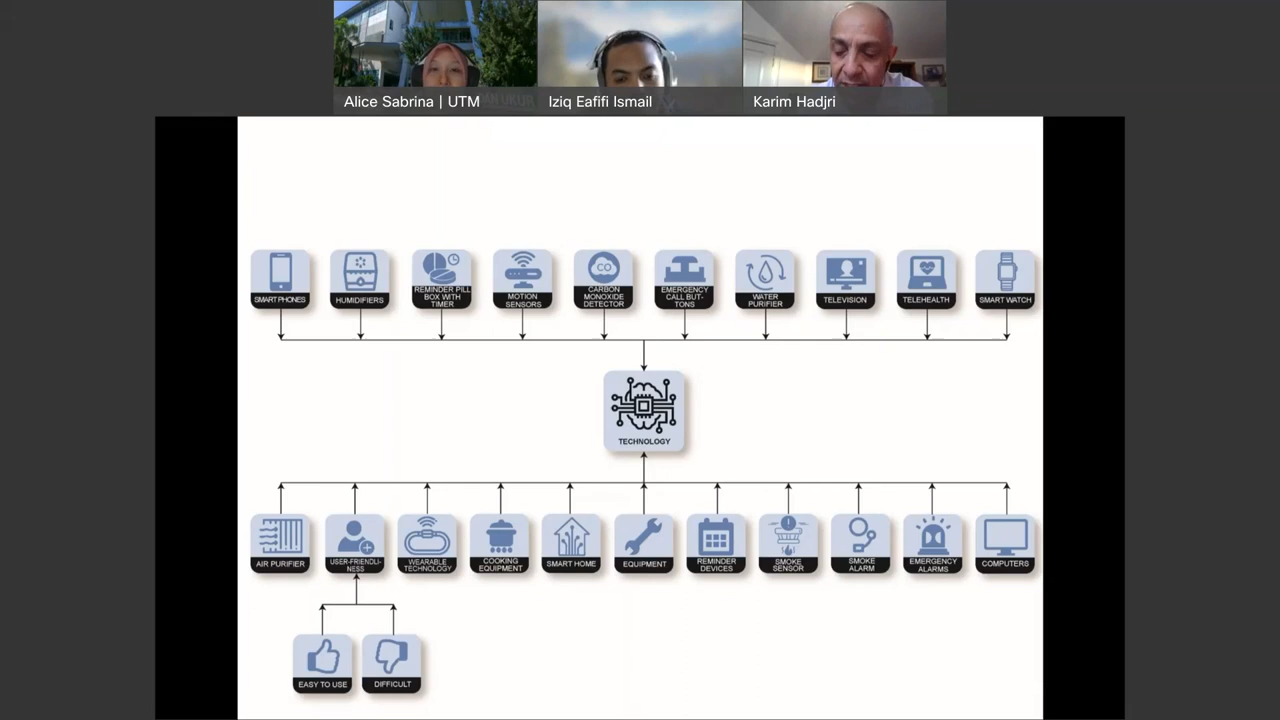 Alice Sabrina | UTM
Iziq Eafifi Ismail
Karim Hadjri
SMART PHONES
HUMIDIFIERS
REMINDER PILL
BOX WITH
TIMER
MOTION
SENSORS
CO
CARBON
MONOXIDE
DETECTOR
EMERGENCY
CALL BUT-
TONS
WATER
PURIFIER
TELEVISION
TELEHEALTH
SMART WATCH
TECHNOLOGY
AIR PURIFIER
USER-FRIENDLI-
NESS
WEARABLE
TECHNOLOGY
COOKING
EQUIPMENT
SMART HOME
EQUIPMENT
REMINDER
DEVICES
SMOKE
SENSOR
SMOKE
ALARM
EMERGENCY
ALARMS
COMPUTERS
EASY TO USE
DIFFICULT